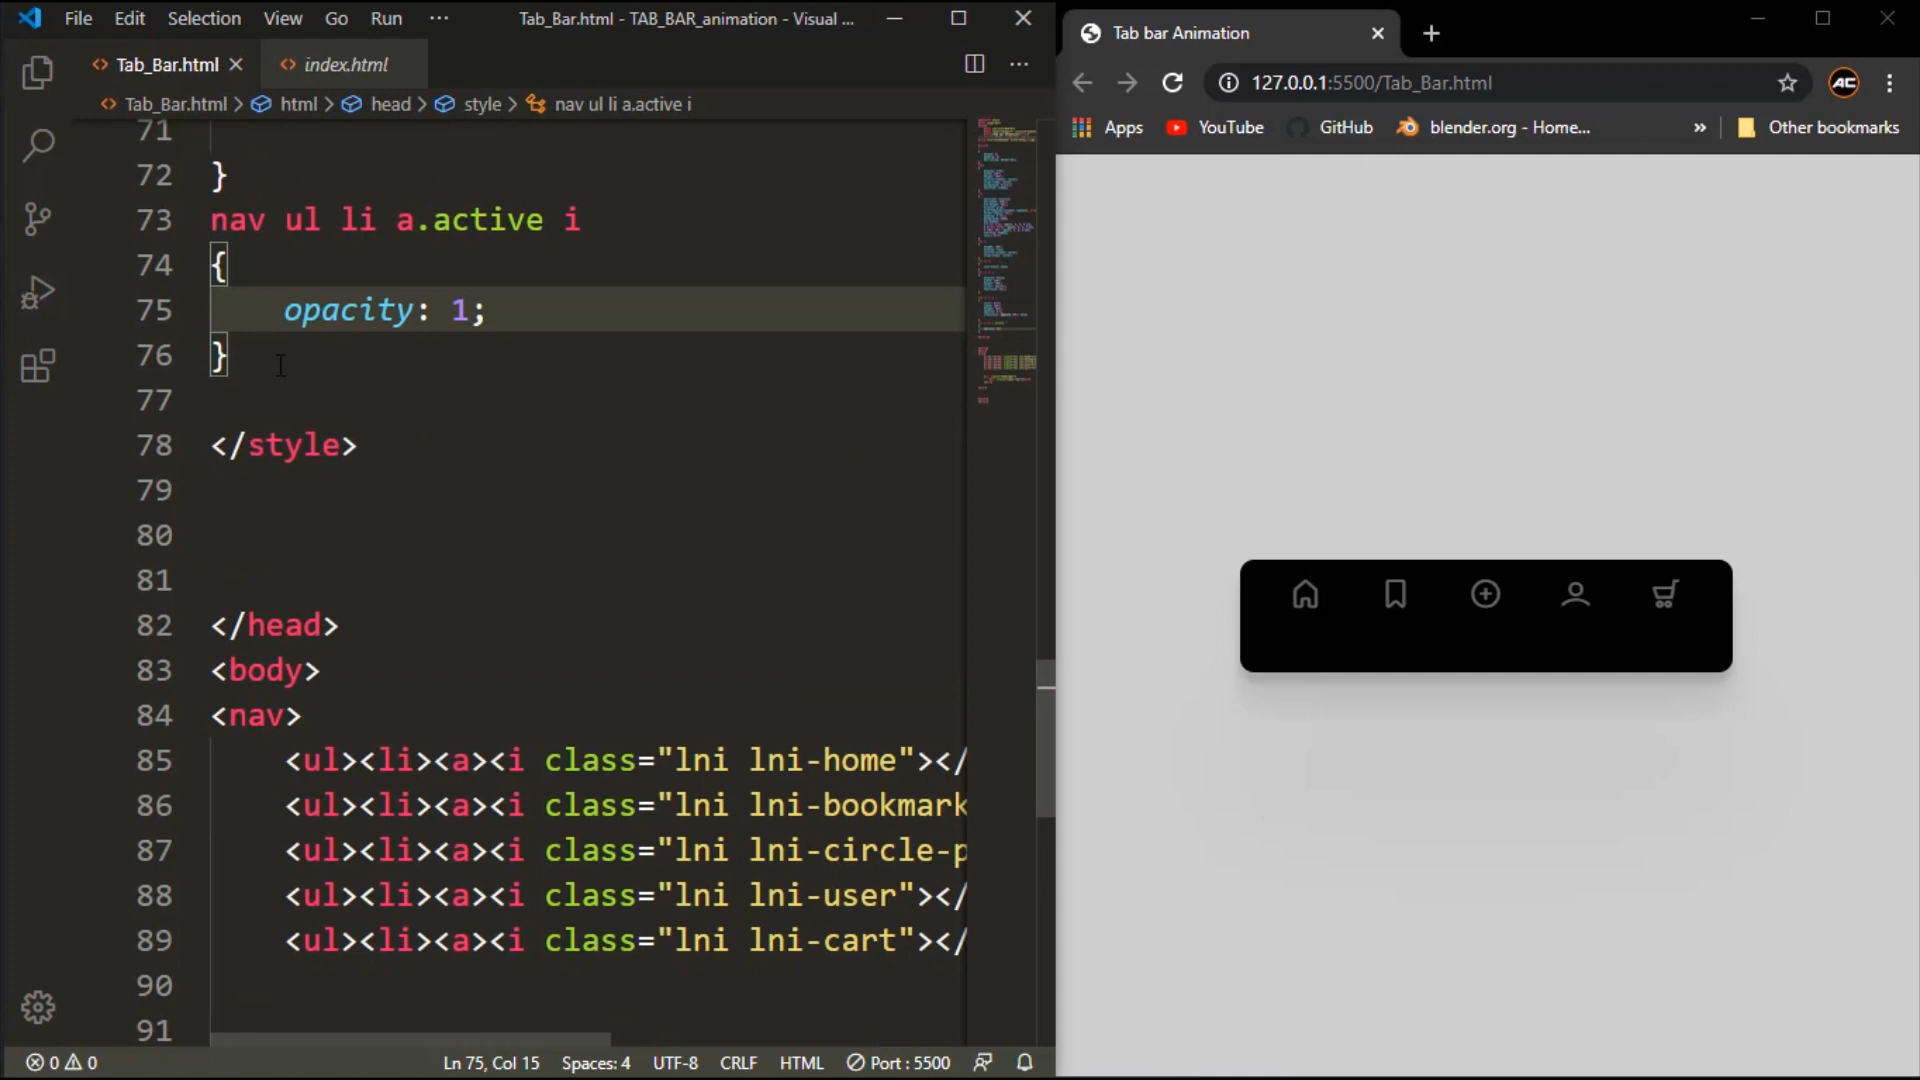 File Edit Selection View Go Run ··· Tab_Bar.html - TAB_BAR_animation - Visual ...
Tab_Bar.html index.html
Tab_Bar.html > html > head > style > nav ul li a.active i
71
72 }
73 nav ul li a.active i
74 {
75 opacity: 1;
76 }
77
78 </style>
79
80
81
82 </head>
83 <body>
84 <nav>
85 <ul><li><a><i class="lni lni-home"></
86 <ul><li><a><i class="lni lni-bookmark
87 <ul><li><a><i class="lni lni-circle-p
88 <ul><li><a><i class="lni lni-user"></
89 <ul><li><a><i class="lni lni-cart"></
90
91
0 0 Ln 75, Col 15 Spaces: 4 UTF-8 CRLF HTML Port : 5500
Tab bar Animation
127.0.0.1:5500/Tab_Bar.html AC
Apps YouTube GitHub blender.org - Home... » Other bookmarks